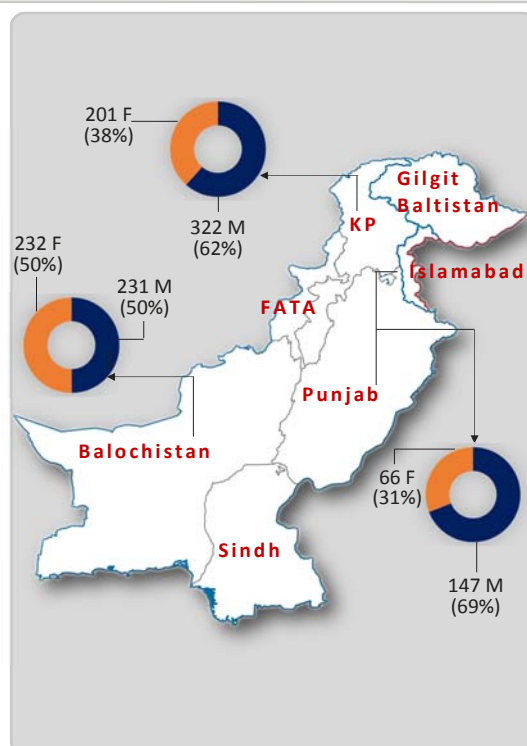 201 F
(38%)
322 M
(62%)
Gilgit
Baltistan
KP
232 F
(50%)
231 M
(50%)
Islamabad
FATA
Punjab
Balochistan
66 F
(31%)
Sindh
147 M
(69%)